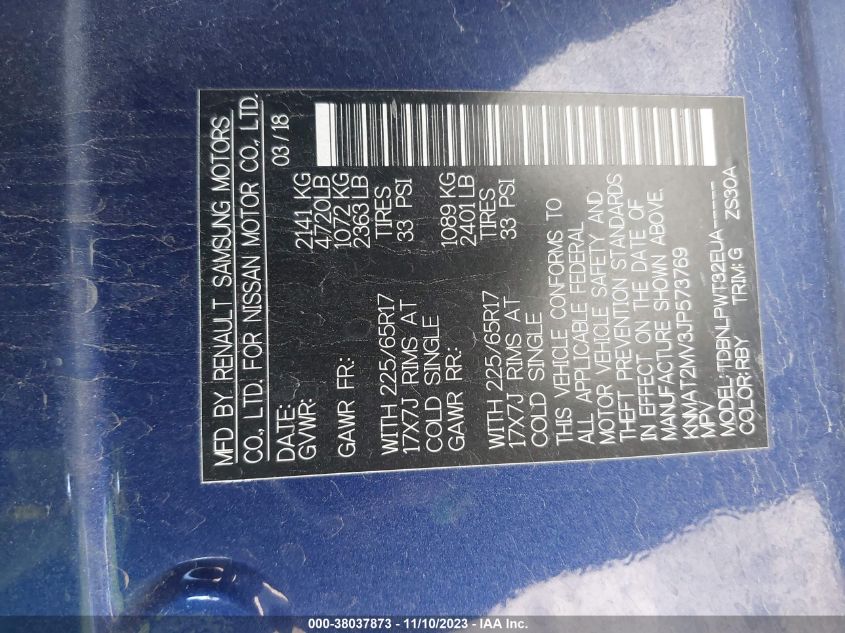 MFD BY RENAULT SAMSUNG MOTORS
CO., LTD. FOR NISSAN MOTOR CO., LTD.
DATE: 03 / 18
GVWR: 2141 KG
4720LB
GAWR FR: 1072 KG
2363 LB
WITH 225/65R17 TIRES
17X7J RIMS AT 33 PSI
COLD SINGLE
GAWR RR: 1089 KG
2401 LB
WITH 225/65R17 TIRES
17X7J RIMS AT 33 PSI
COLD SINGLE
THIS VEHICLE CONFORMS TO
ALL APPLICABLE FEDERAL
MOTOR VEHICLE SAFETY AND
THEFT PREVENTION STANDARDS
IN EFFECT ON THE DATE OF
MANUFACTURE SHOWN ABOVE.
KNMAT2MV3JP573769
MPV
MODEL: TDBNLPWT32EUA-----
COLOR: RBY TRIM: G ZS30A
000-38037873 - 11/10/2023 - IAA Inc.